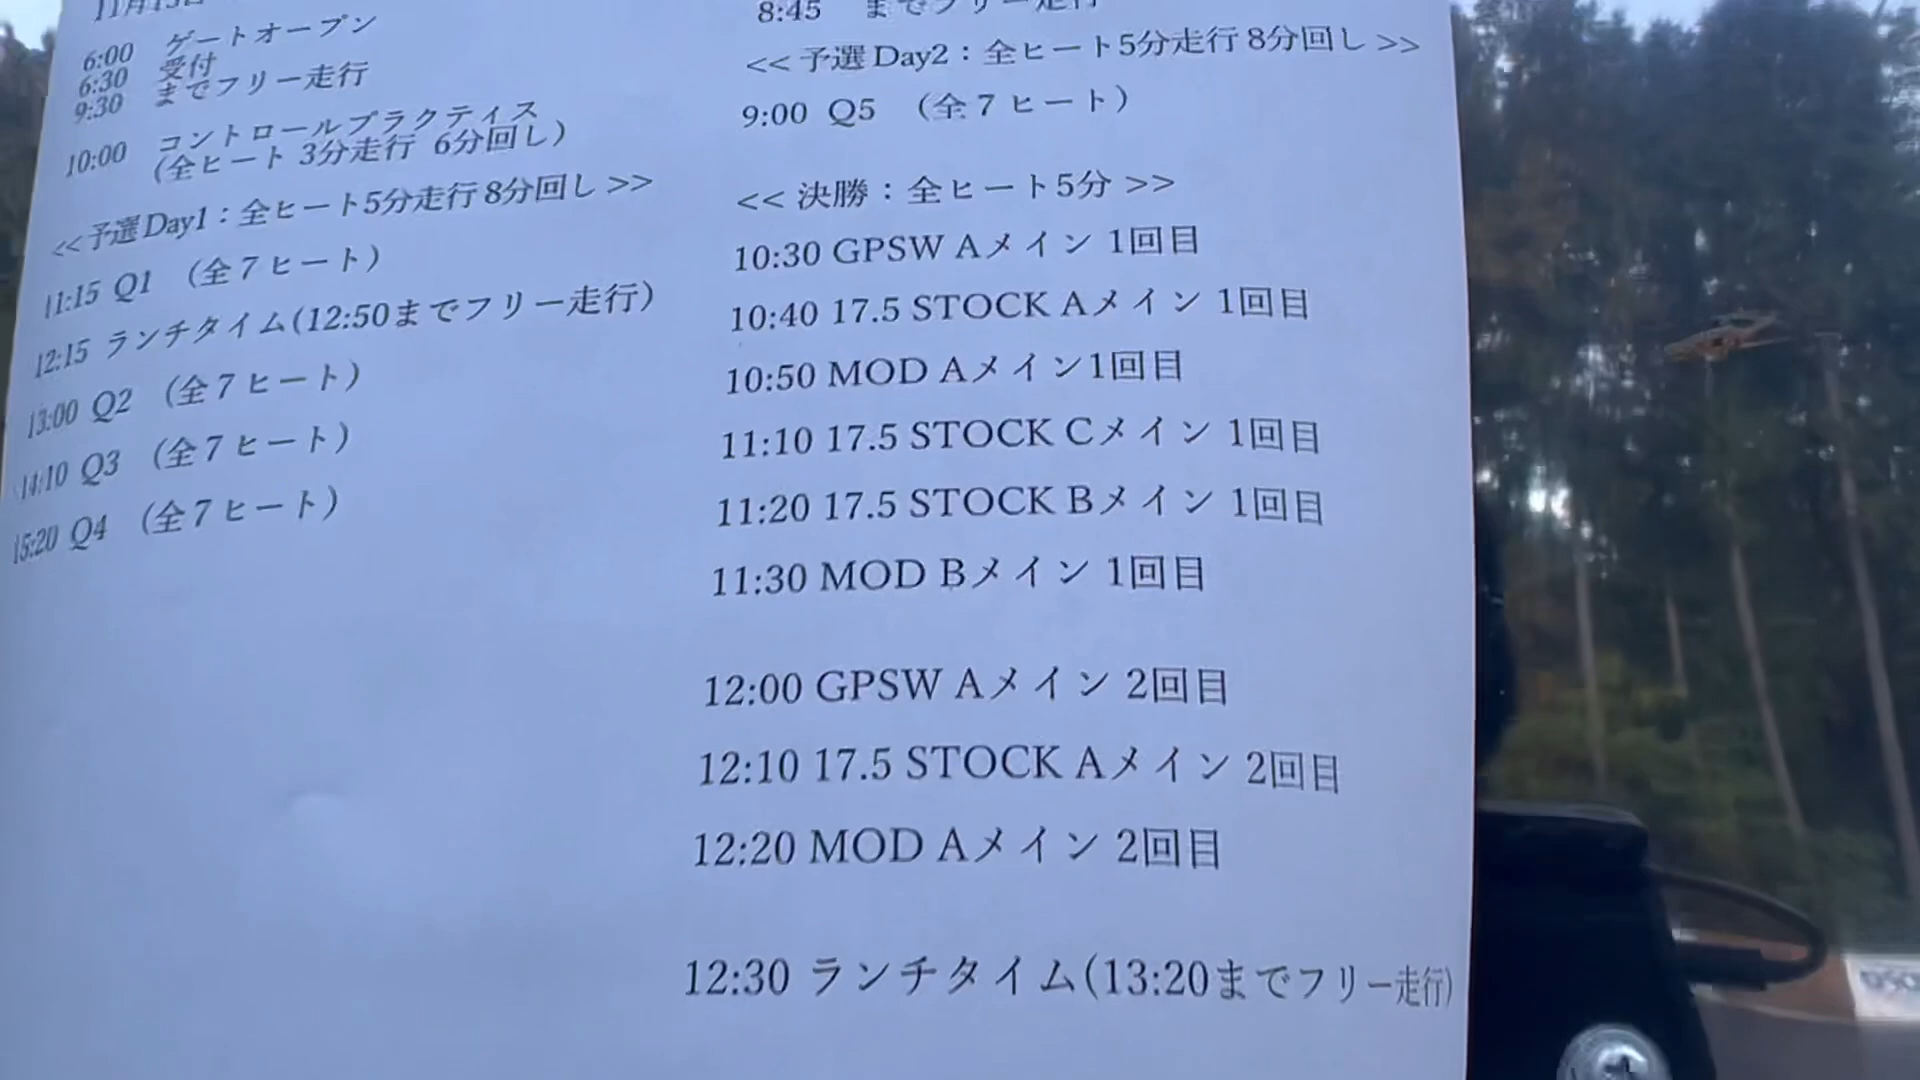 6:00 ゲートオープン
6:30 受付
9:30 までフリー走行
10:00 コントロールプラクティス
(全ヒート 3分走行 6分回し)
<< 予選 Day1：全ヒート5分走行 8分回し >>
11:15 Q1 （全7ヒート）
12:15 ランチタイム(12:50までフリー走行)
13:00 Q2 （全7ヒート）
14:10 Q3 （全7ヒート）
15:20 Q4 （全7ヒート）
8:45 までフリー走行
<< 予選 Day2：全ヒート5分走行 8分回し >>
9:00 Q5 （全7ヒート）
<< 決勝：全ヒート5分 >>
10:30 GPSW Aメイン 1回目
10:40 17.5 STOCK Aメイン 1回目
10:50 MOD Aメイン1回目
11:10 17.5 STOCK Cメイン 1回目
11:20 17.5 STOCK Bメイン 1回目
11:30 MOD Bメイン 1回目
12:00 GPSW Aメイン 2回目
12:10 17.5 STOCK Aメイン 2回目
12:20 MOD Aメイン 2回目
12:30 ランチタイム(13:20までフリー走行)